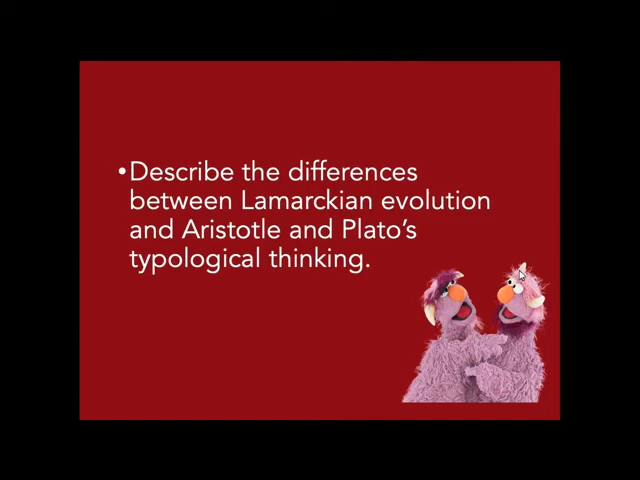 •Describe the differences
between Lamarckian evolution
and Aristotle and Plato’s
typological thinking.